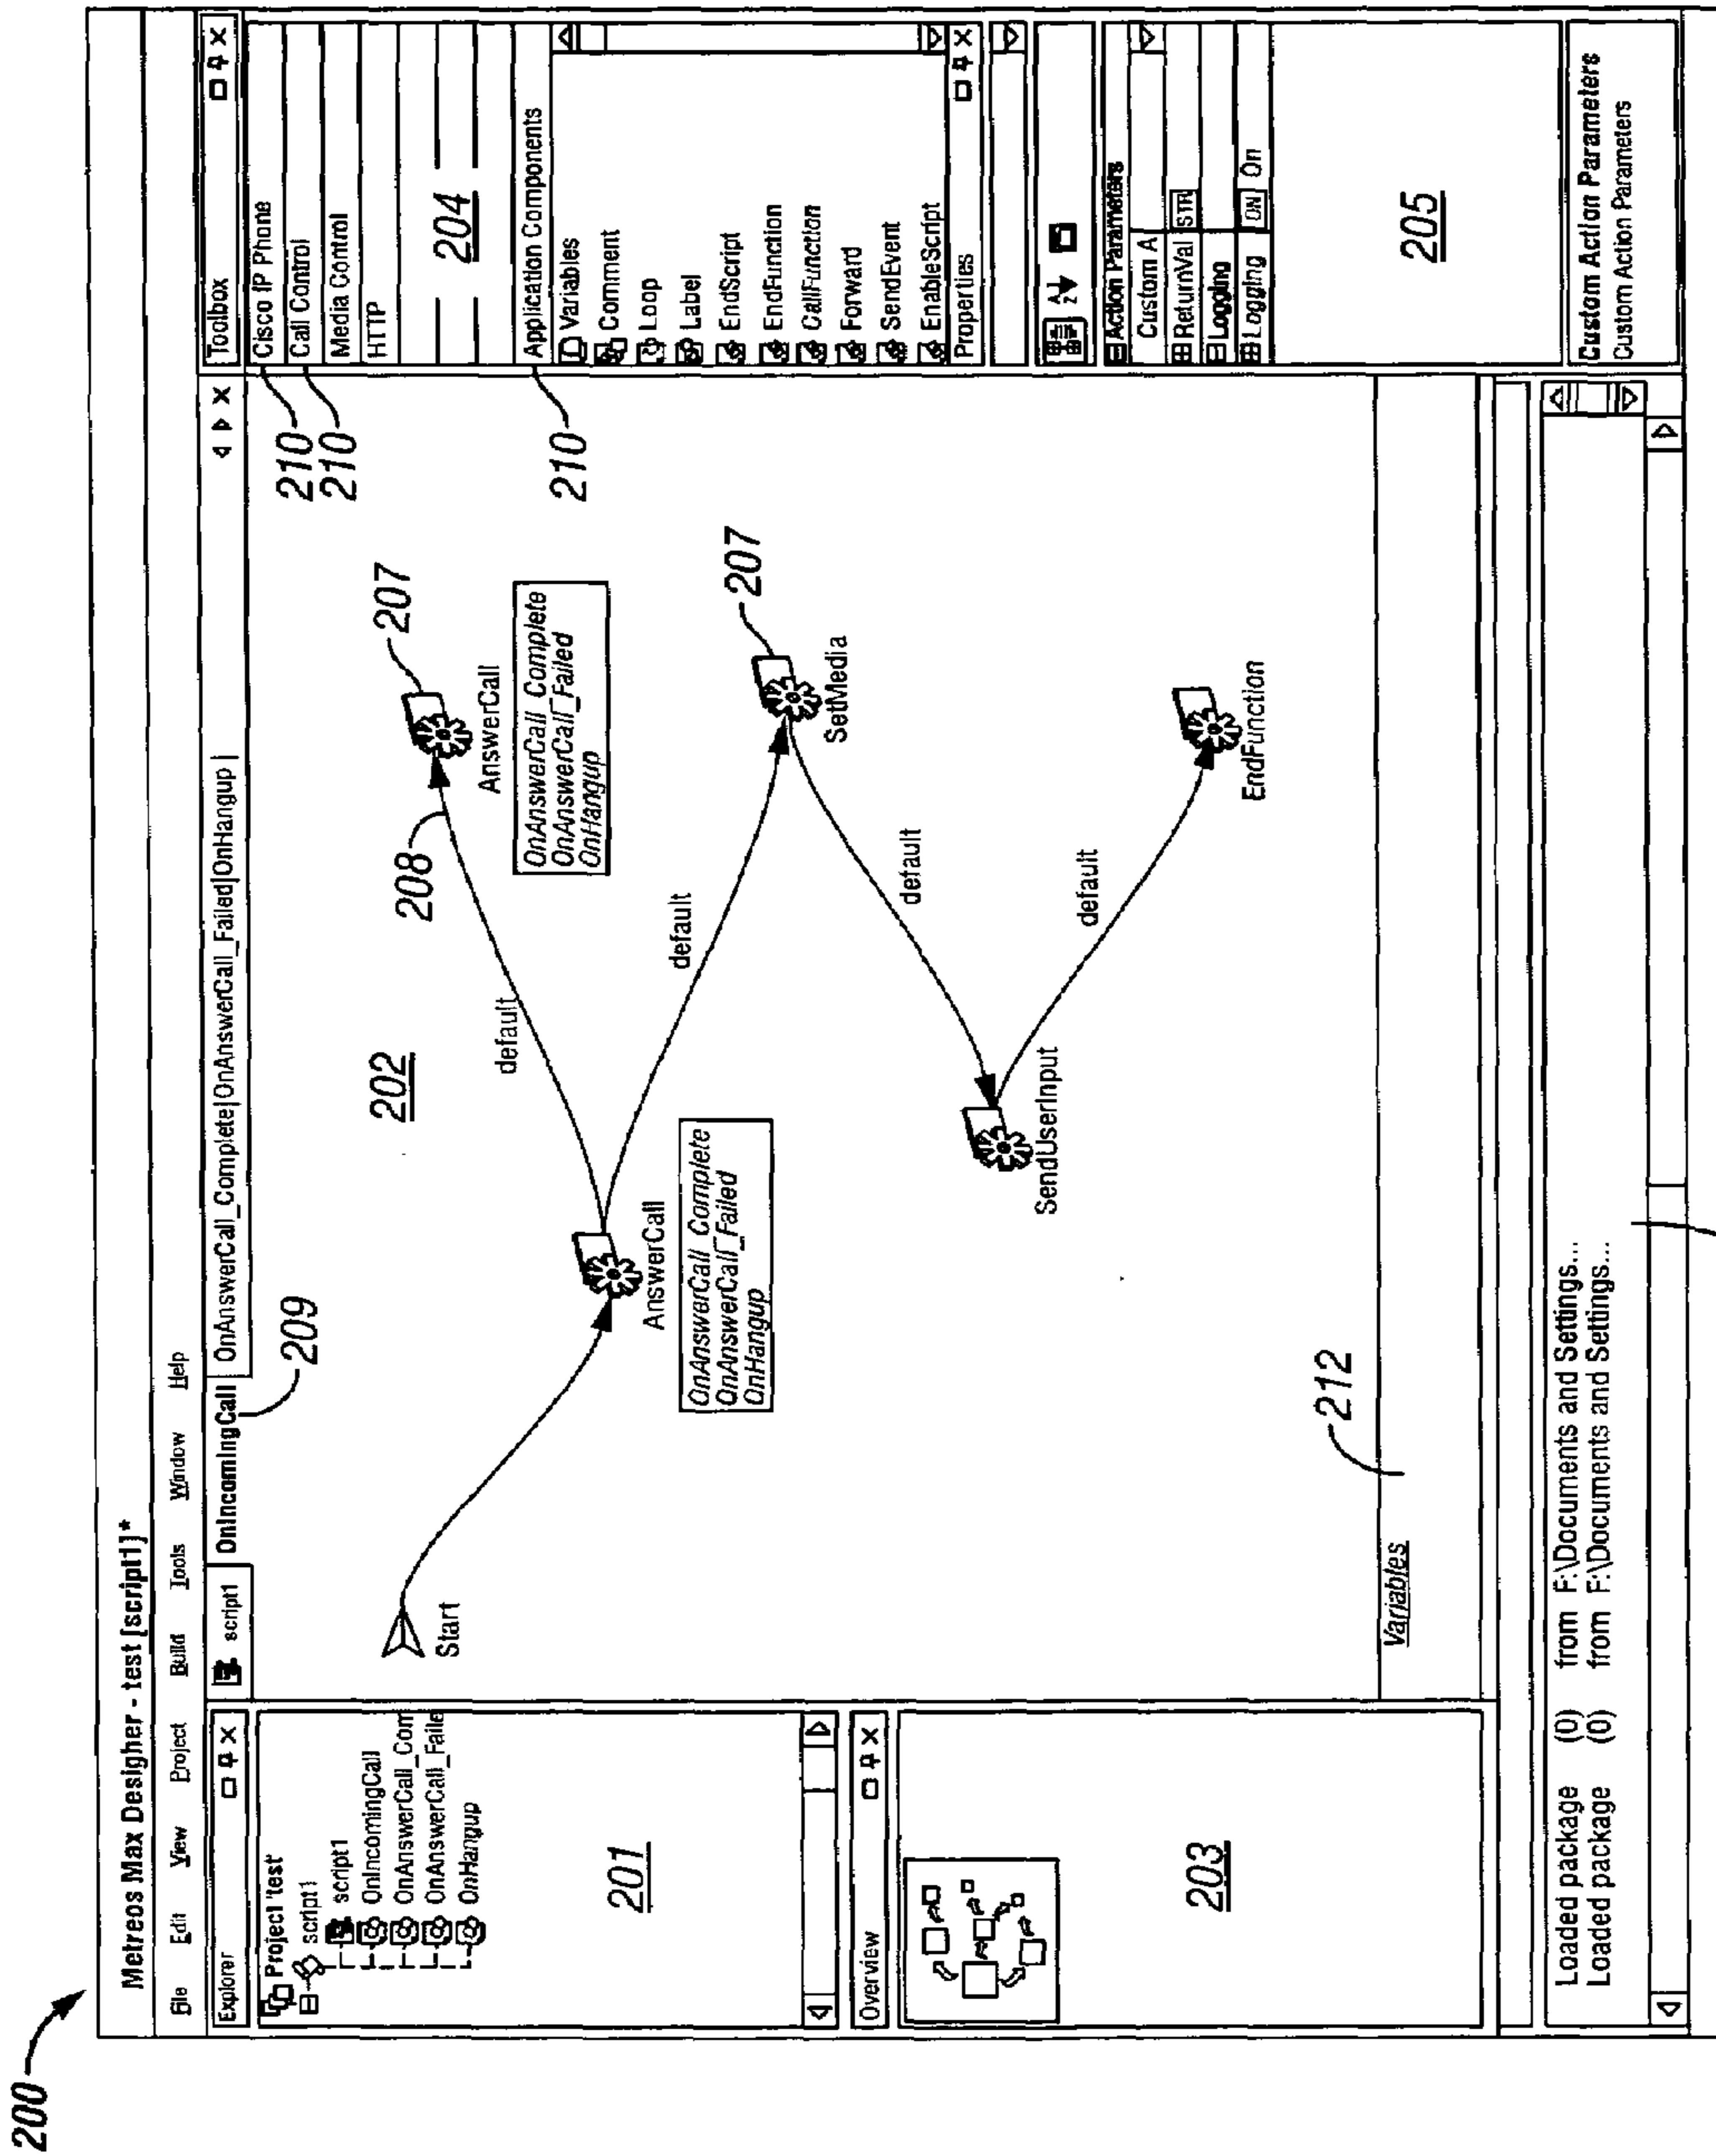 200
Metreos Max Desigher - test [script1]*
File Edit View Project Build Tools Window Help
Explorer
Project 'test'
script1
script1
OnIncomingCall
OnAnswerCall_Com
OnAnswerCall_Faile
OnHangup
201
Overview
203
script1 OnIncomingCall OnAnswerCall_Complete|OnAnswerCall_Failed|OnHangup |
209
202
Start
AnswerCall
OnAnswerCall_Complete
OnAnswerCall_Failed
OnHangup
default
208
207
AnswerCall
OnAnswerCall_Complete
OnAnswerCall_Failed
OnHangup
default
207
SetMedia
default
SendUserInput
default
EndFunction
Variables
212
Toolbox
Cisco IP Phone
210
Call Control
210
Media Control
HTTP
204
Application Components
210
Variables
Comment
Loop
Label
EndScript
EndFunction
CallFunction
Forward
SendEvent
EnableScript
Properties
Action Parameters
Custom A
ReturnVal STR
Logging
Logging ON On
205
Custom Action Parameters
Custom Action Parameters
Loaded package (0) from F:\Documents and Settings...
Loaded package (0) from F:\Documents and Settings...